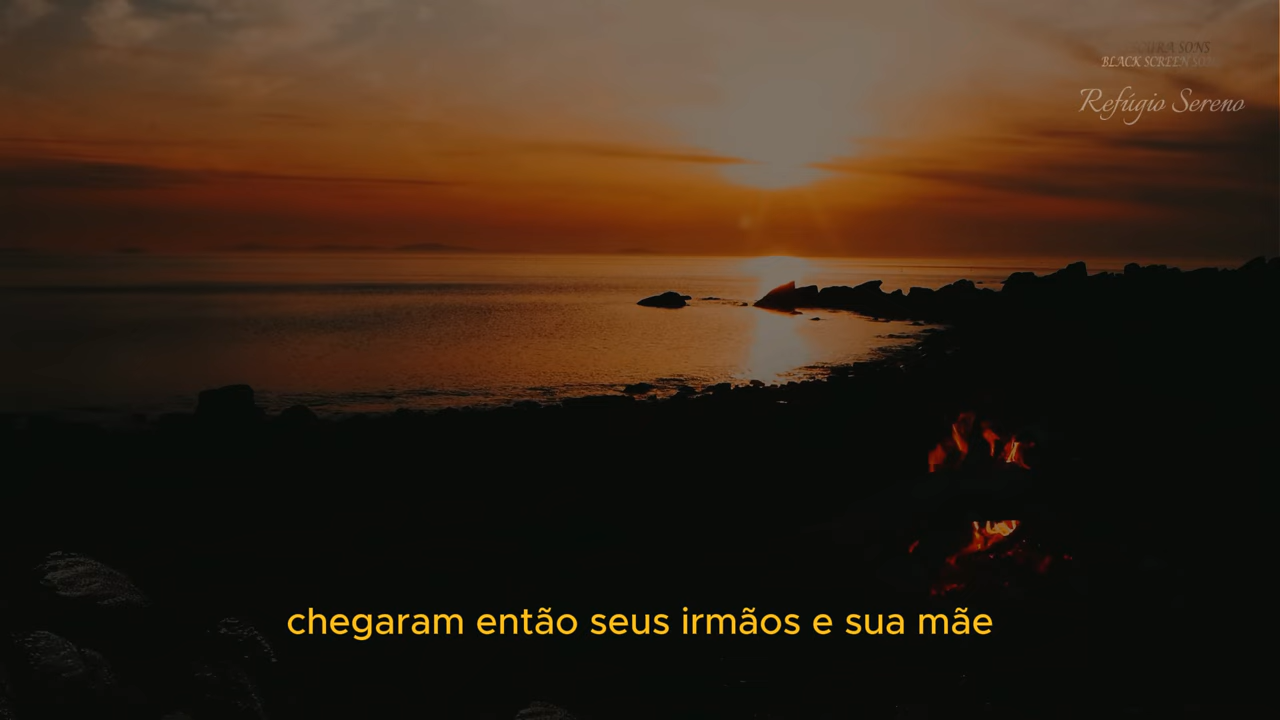 SONS
BLACK SCREEN
Refúgio Sereno
chegaram então seus irmãos e sua mãe